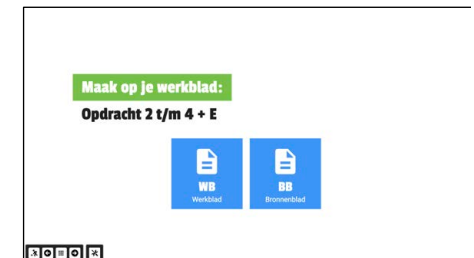 Maak op je werkblad:
Opdracht 2 t/m 4 + E
WB
Werkblad
BB
Bronnenblad